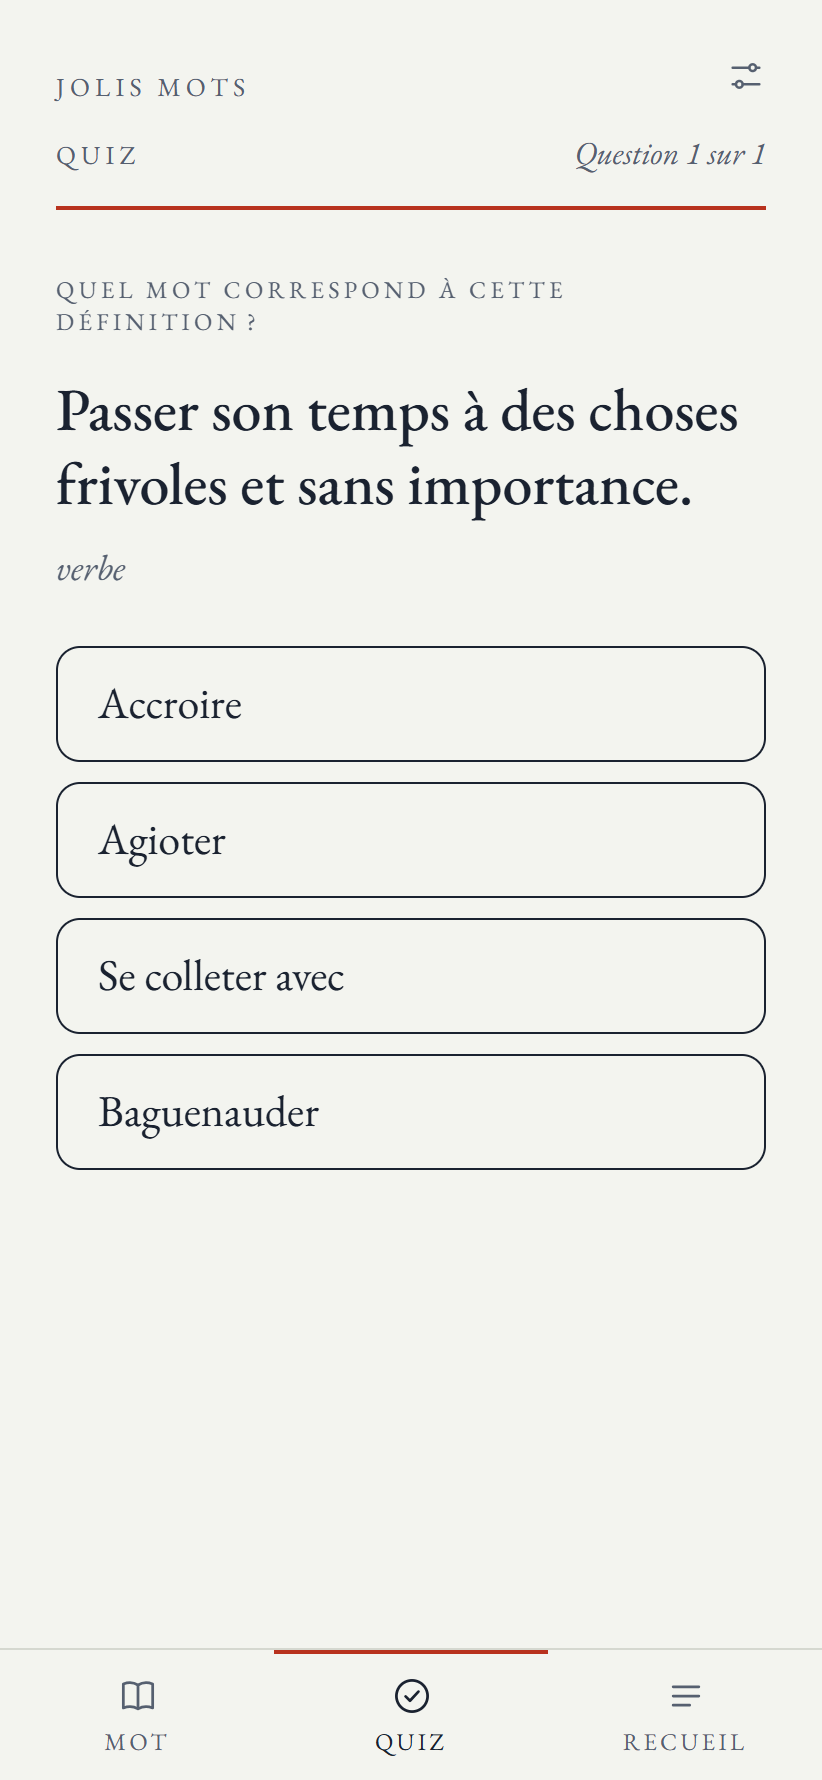 JOLIS MOTS
QUIZ
Question 1 sur 1
QUEL MOT CORRESPOND À CETTE
DÉFINITION ?
Passer son temps à des choses
frivoles et sans importance.
verbe
Accroire
Agioter
Se colleter avec
Baguenauder
MOT
QUIZ
RECUEIL